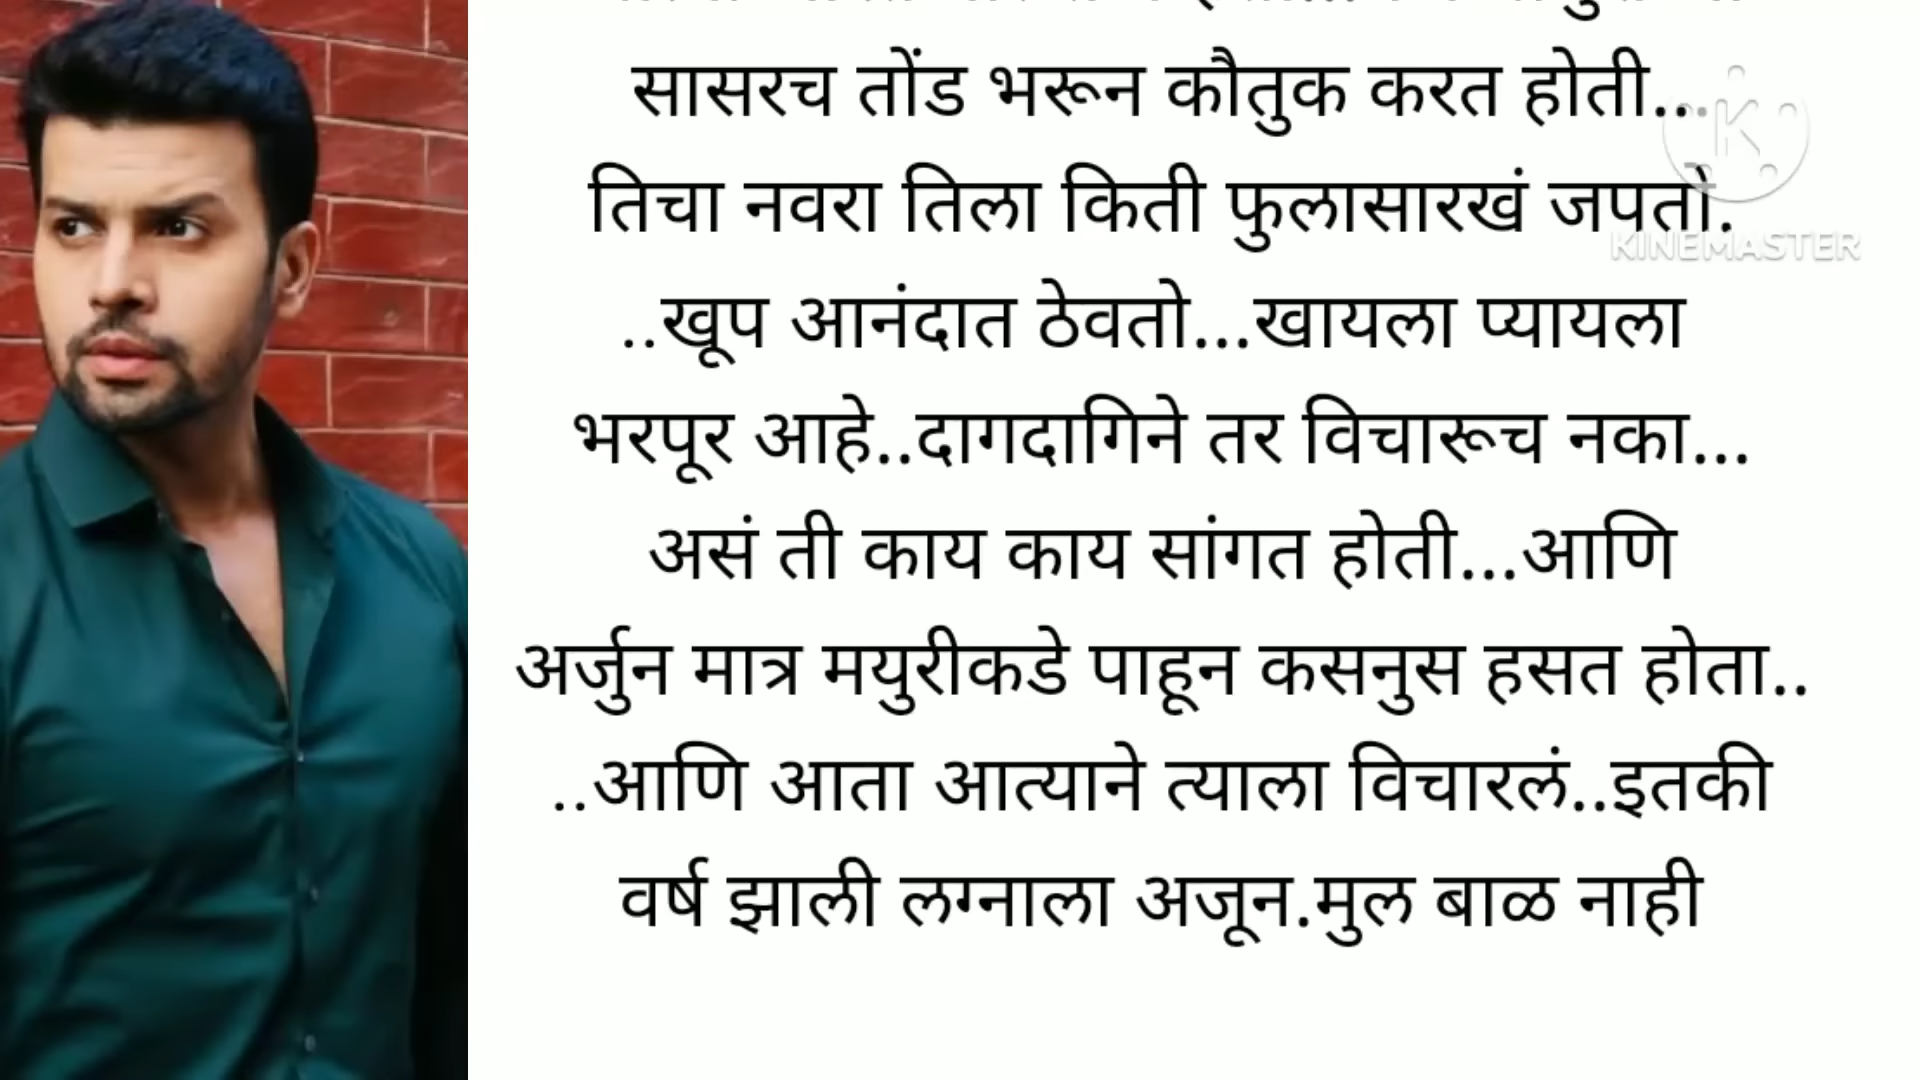 सासरच तोंड भरून कौतुक करत होती...
तिचा नवरा तिला किती फुलासारखं जपतो.
..खूप आनंदात ठेवतो...खायला प्यायला
भरपूर आहे..दागदागिने तर विचारूच नका...
असं ती काय काय सांगत होती...आणि
अर्जुन मात्र मयुरीकडे पाहून कसनुस हसत होता..
..आणि आता आत्याने त्याला विचारलं..इतकी
वर्ष झाली लग्नाला अजून.मुल बाळ नाही
K
KINEMASTER